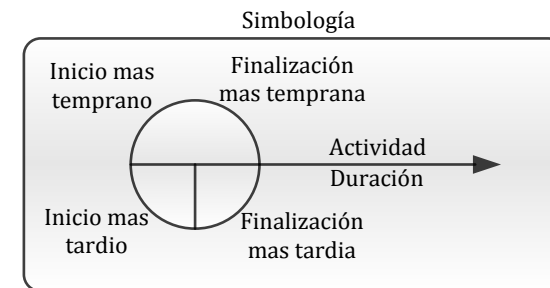 Simbología
Inicio mas
temprano
Finalización
mas temprana
Actividad
Duración
Inicio mas
tardio
Finalización
mas tardia